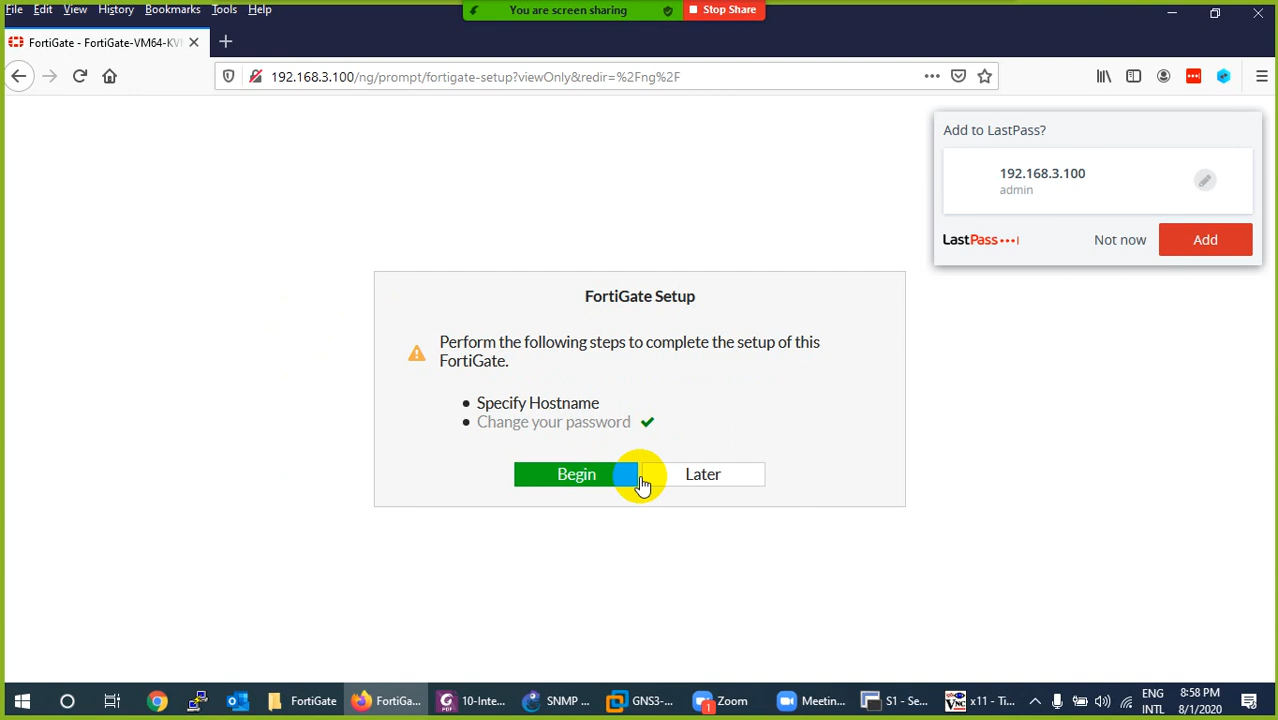 File Edit View History Bookmarks Tools Help
You are screen sharing
Stop Share
FortiGate - FortiGate-VM64-KVM
192.168.3.100/ng/prompt/fortigate-setup?viewOnly&redir=%2Fng%2F
Add to LastPass?
192.168.3.100
admin
LastPass
Not now
Add
FortiGate Setup
Perform the following steps to complete the setup of this
FortiGate.
Specify Hostname
Change your password
Begin
Later
FortiGate
FortiGa...
10-Inte...
SNMP ...
GNS3-...
1
Zoom
Meetin...
S1 - Se...
VNC
x11 - Ti...
ENG
INTL
8:58 PM
8/1/2020